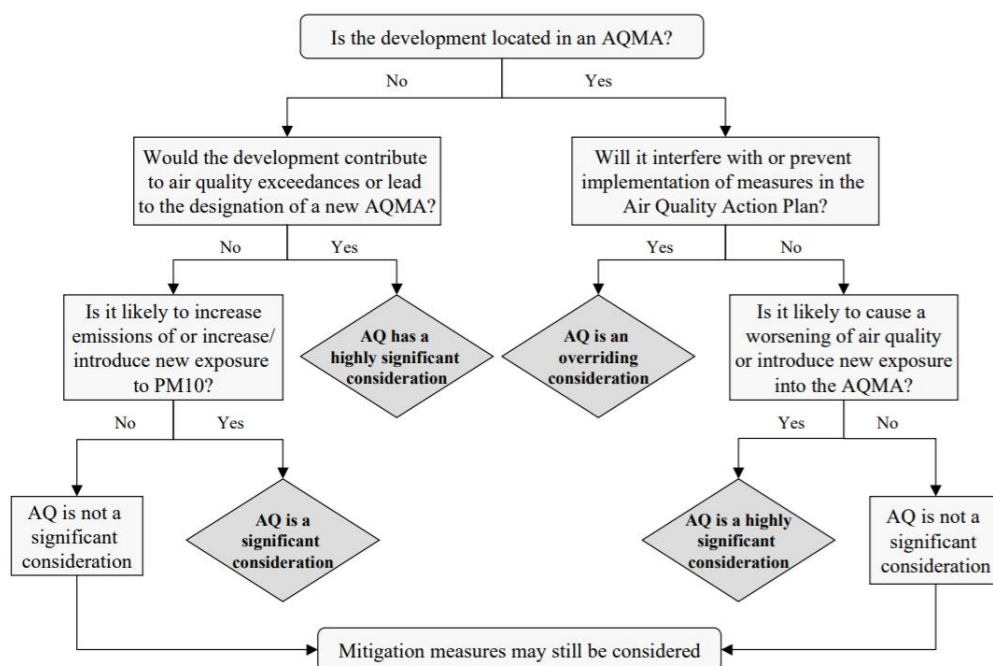 Is the development located in an AQMA?
No
Yes
Would the development contribute
to air quality exceedances or lead
to the designation of a new AQMA?
Will it interfere with or prevent
implementation of measures in the
Air Quality Action Plan?
No
Yes
Yes
No
Is it likely to increase
emissions of or increase/
introduce new exposure
to PM10?
AQ has a
highly significant
consideration
AQ is an
overriding
consideration
Is it likely to cause a
worsening of air quality
or introduce new exposure
into the AQMA?
No
Yes
Yes
No
AQ is not a
significant
consideration
AQ is a
significant
consideration
AQ is a highly
significant
consideration
AQ is not a
significant
consideration
Mitigation measures may still be considered